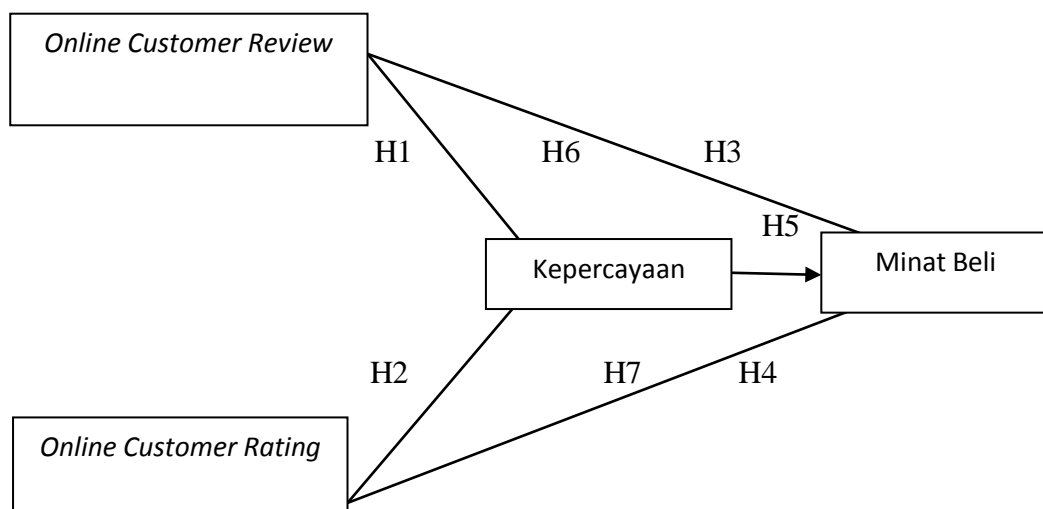 Online Customer Review
H1
H6
H3
H5
Kepercayaan
Minat Beli
H2
H7
H4
Online Customer Rating